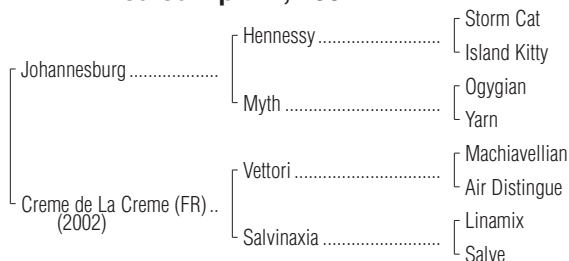 Storm Cat
Hennessy
Island Kitty
Johannesburg
Ogygian
Myth
Yarn
Machiavellian
Vettori
Air Distingue
Creme de La Creme (FR)
(2002)
Linamix
Salvinaxia
Salve